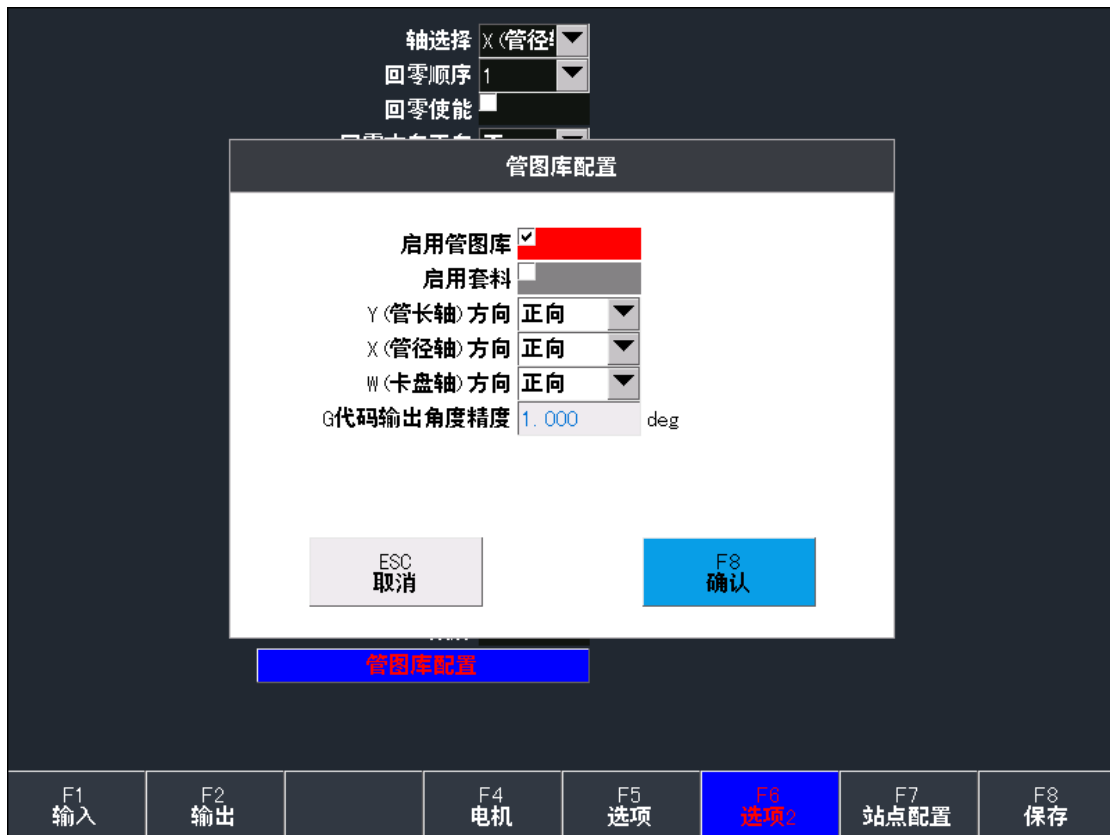 轴选择 X(管径
回零顺序 1
回零使能
管图库配置
启用管图库
启用套料
Y(管长轴)方向 正向
X(管径轴)方向 正向
W(卡盘轴)方向 正向
G代码输出角度精度 1.000 deg
ESC
取消
F8
确认
管图库配置
F1
输入
F2
输出
F4
电机
F5
选项
F6
选项2
F7
站点配置
F8
保存